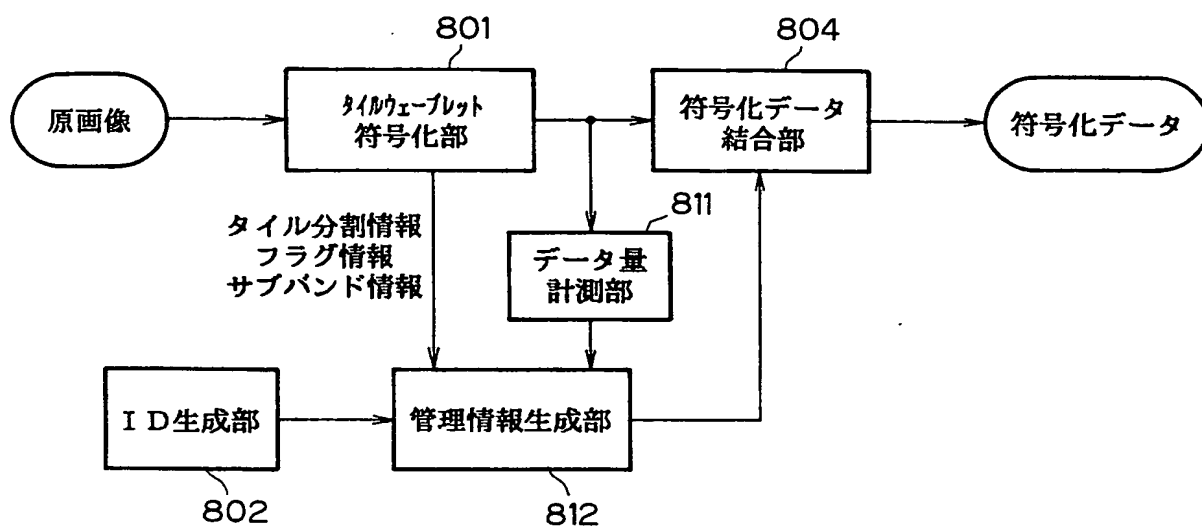 801
804
原画像
タイルウェーブレット
符号化部
符号化データ
結合部
符号化データ
タイル分割情報
フラグ情報
サブバンド情報
811
データ量
計測部
ID生成部
管理情報生成部
802
812